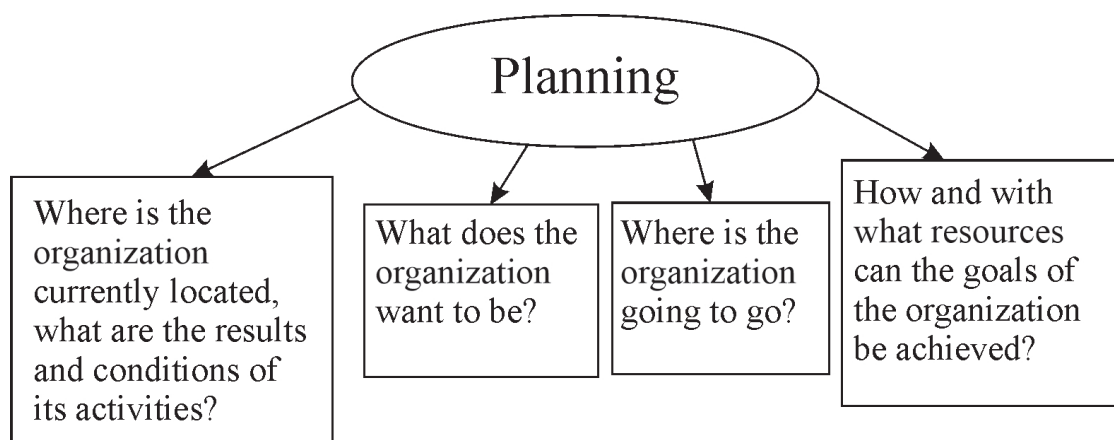 Planning
Where is the
organization
currently located,
what are the results
and conditions of
its activities?
What does the
organization
want to be?
Where is the
organization
going to go?
How and with
what resources
can the goals of
the organization
be achieved?